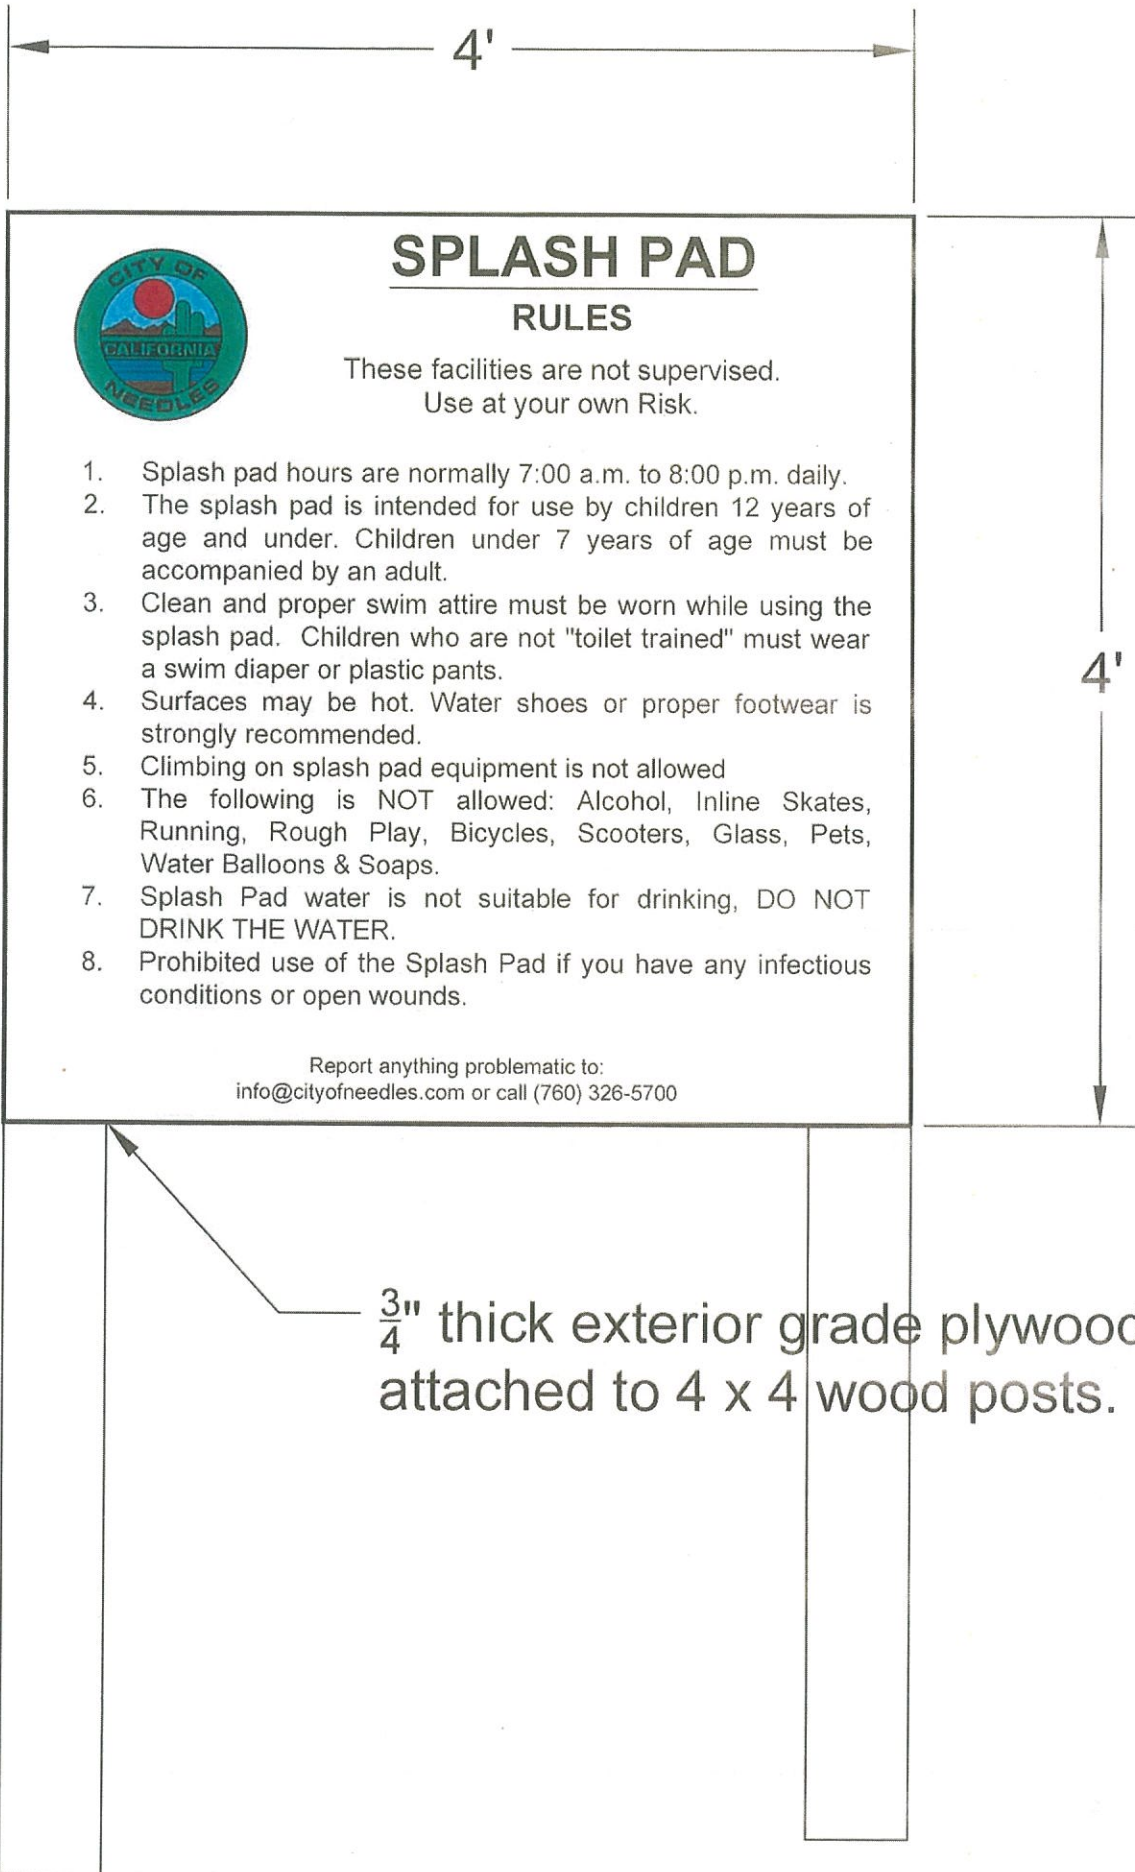 4'
CITY OF
CALIFORNIA
NEEDLES
SPLASH PAD
RULES
These facilities are not supervised.
Use at your own Risk.
1. Splash pad hours are normally 7:00 a.m. to 8:00 p.m. daily.
2. The splash pad is intended for use by children 12 years of
age and under. Children under 7 years of age must be
accompanied by an adult.
3. Clean and proper swim attire must be worn while using the
splash pad. Children who are not "toilet trained" must wear
a swim diaper or plastic pants.
4. Surfaces may be hot. Water shoes or proper footwear is
strongly recommended.
5. Climbing on splash pad equipment is not allowed
6. The following is NOT allowed: Alcohol, Inline Skates,
Running, Rough Play, Bicycles, Scooters, Glass, Pets,
Water Balloons & Soaps.
7. Splash Pad water is not suitable for drinking, DO NOT
DRINK THE WATER.
8. Prohibited use of the Splash Pad if you have any infectious
conditions or open wounds.
Report anything problematic to:
info@cityofneedles.com or call (760) 326-5700
4'
3/4" thick exterior grade plywood
attached to 4 x 4 wood posts.